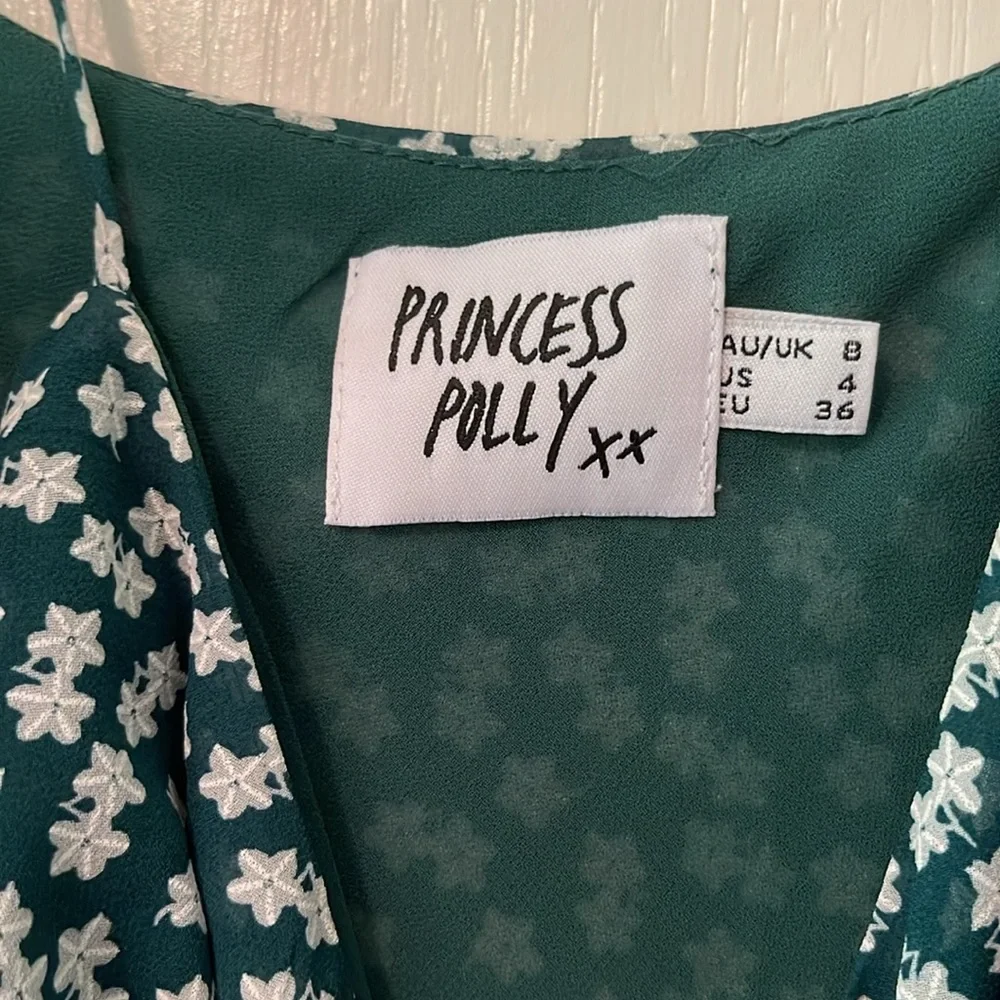 PRINCESS
POLLY xx
AU/UK 8
US 4
EU 36